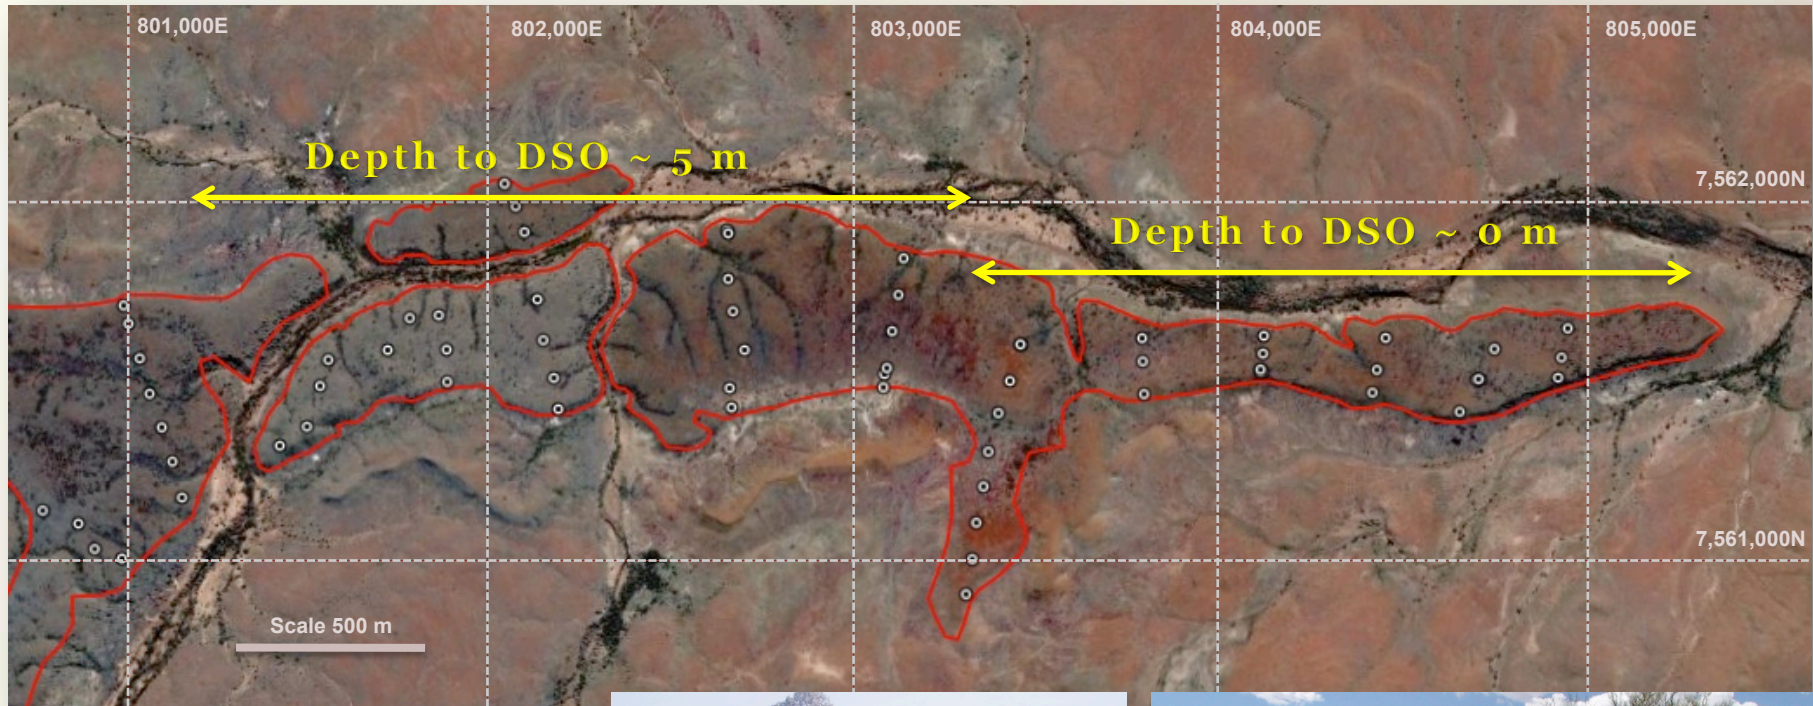 801,000E
802,000E
803,000E
804,000E
805,000E
Depth to DSO ~ 5 m
7,562,000N
Depth to DSO ~ 0 m
7,561,000N
Scale 500 m